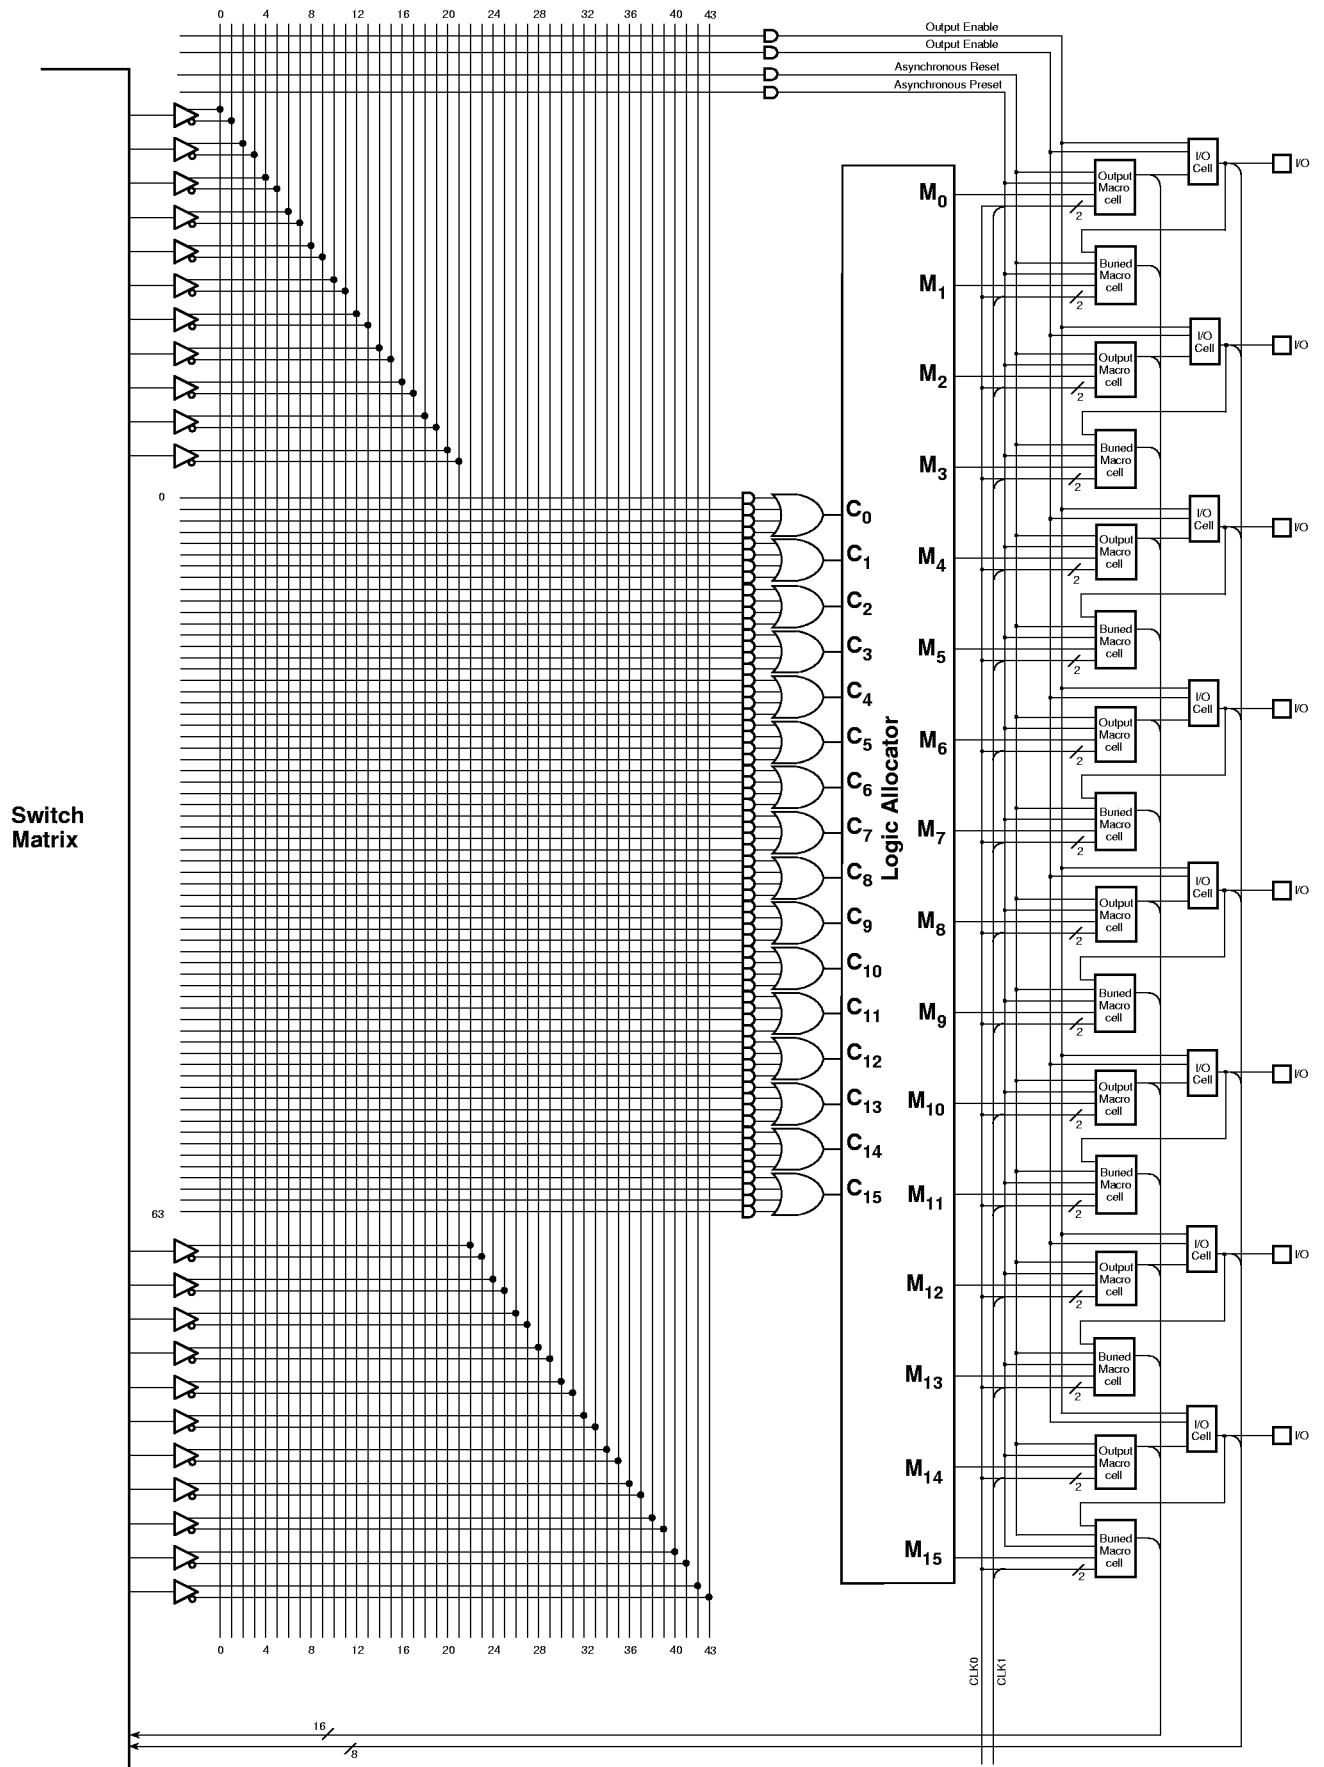 0 4 8 12 16 20 24 28 32 36 40 43
Output Enable
Output Enable
Asynchronous Reset
Asynchronous Preset
I/O
Cell
I/O
Output
Macro
cell
M0
2
Buried
Macro
cell
M1
2
I/O
Cell
I/O
Output
Macro
cell
M2
2
Buried
Macro
cell
M3
2
0
I/O
Cell
I/O
C0
Output
Macro
cell
C1
M4
2
C2
Buried
Macro
cell
C3
M5
2
C4
I/O
Cell
I/O
Output
Macro
cell
C5
M6
2
C6
Switch
Matrix
Logic Allocator
Buried
Macro
cell
C7
M7
2
C8
I/O
Cell
I/O
Output
Macro
cell
C9
M8
2
C10
Buried
Macro
cell
C11
M9
2
C12
I/O
Cell
I/O
Output
Macro
cell
C13
M10
2
C14
Buried
Macro
cell
C15
M11
2
63
I/O
Cell
I/O
Output
Macro
cell
M12
2
Buried
Macro
cell
M13
2
I/O
Cell
I/O
Output
Macro
cell
M14
2
Buried
Macro
cell
M15
2
0 4 8 12 16 20 24 28 32 36 40 43
CLK0
CLK1
16
8